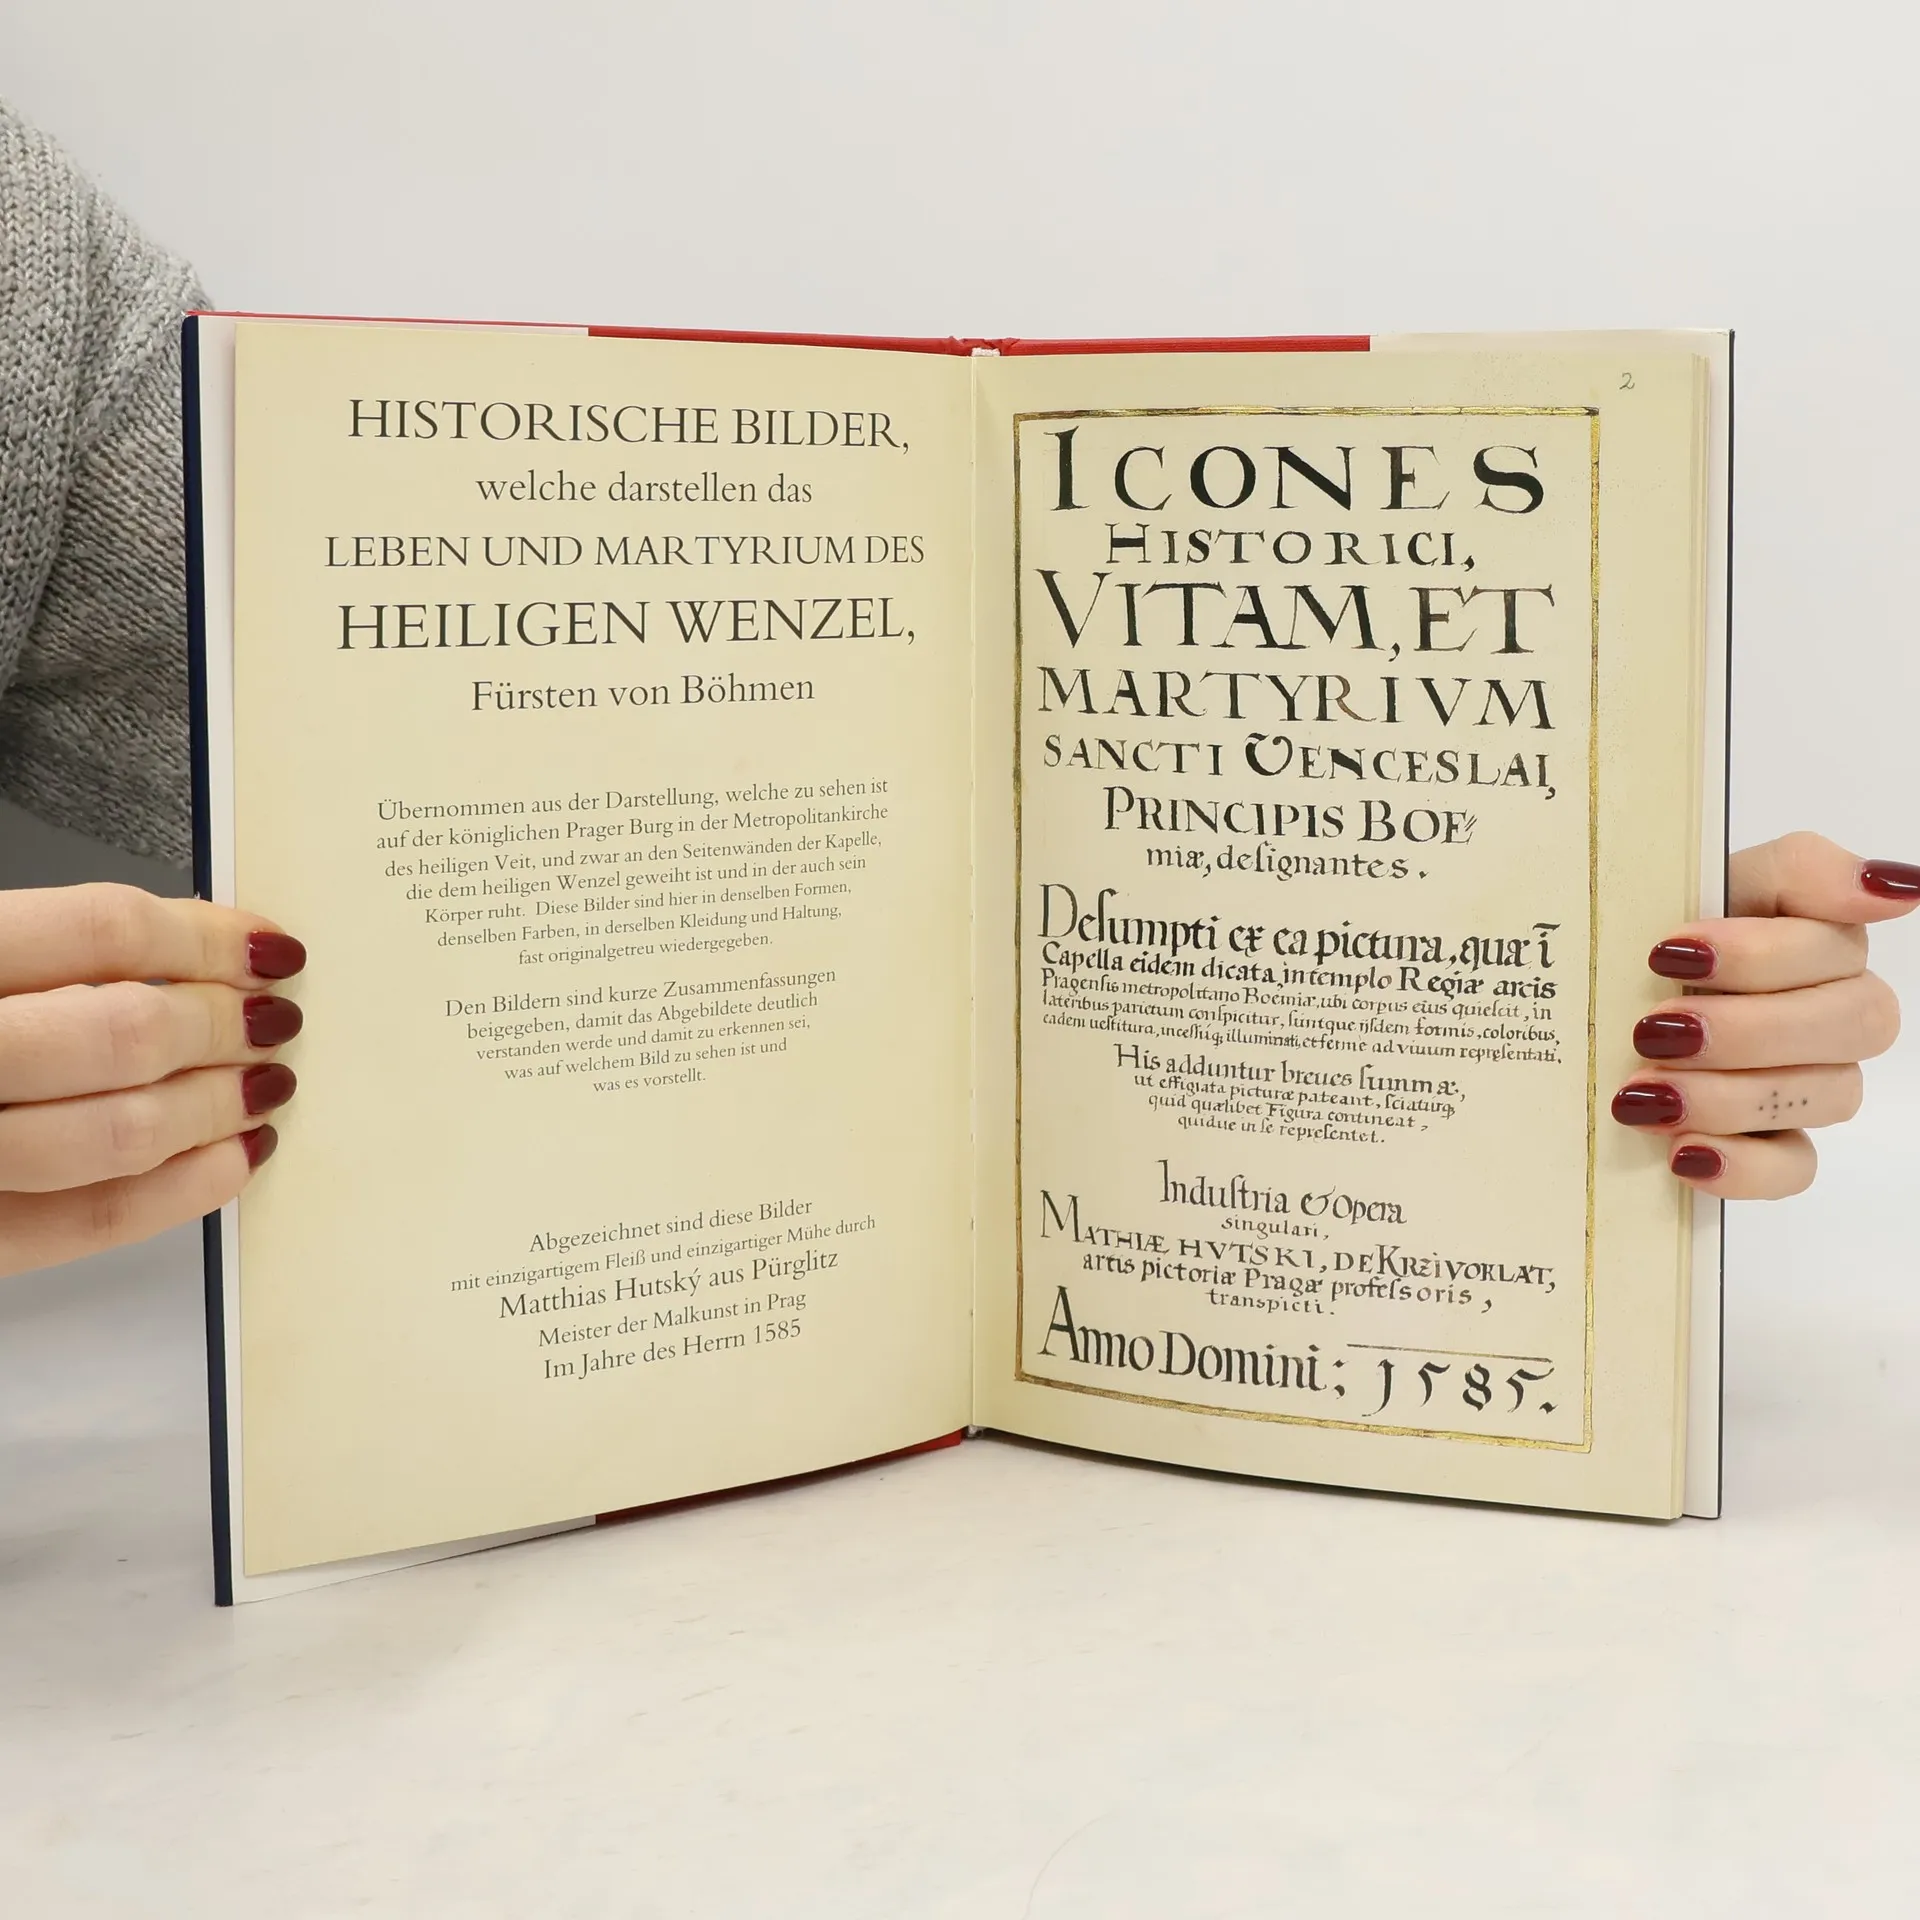 HISTORISCHE BILDER,
welche darstellen das
LEBEN UND MARTYRIUM DES
HEILIGEN WENZEL,
Fürsten von Böhmen
Übernommen aus der Darstellung, welche zu sehen ist
auf der königlichen Prager Burg in der Metropolitankirche
des heiligen Veit, und zwar an den Seitenwänden der Kapelle,
die dem heiligen Wenzel geweiht ist und in der auch sein
Körper ruht. Diese Bilder sind hier in denselben Formen,
denselben Farben, in derselben Kleidung und Haltung,
fast originalgetreu wiedergegeben.
Den Bildern sind kurze Zusammenfassungen
beigegeben, damit das Abgebildete deutlich
verstanden werde und damit zu erkennen sei,
was auf welchem Bild zu sehen ist und
was es vorstellt.
Abgezeichnet sind diese Bilder
mit einzigartigem Fleiß und einzigartiger Mühe durch
Matthias Hutský aus Pürglitz
Meister der Malkunst in Prag
Im Jahre des Herrn 1585
2
ICONES
HISTORICI,
VITAM, ET
MARTYRIVM
SANCTI VENCESLAI,
PRINCIPIS BOE
miæ, deſignantes.
Deſumpti ex ea pictura, quæ ī
Capella eidem dicata, in templo Regiæ arcis
Pragenſis metropolitano Boemiæ, ubi corpus eius quieſcit, in
lateribus parietum conſpicitur, ſuntque ijſdem formis, coloribus,
eadem ueſtitura, inceſſuq; illuminati, et ferme ad viuum repreſentati.
His adduntur breues ſummæ,
ut effigiata picturæ pateant, ſciaturq;
quid quælibet Figura contineat,
quidue in ſe repreſentet.
Induſtria & Opera
singulari,
MATHIÆ HVTSKI, DE KRZIVOKLAT,
artis pictoriæ Pragæ profeſsoris,
transpicti.
Anno Domini; 1585.